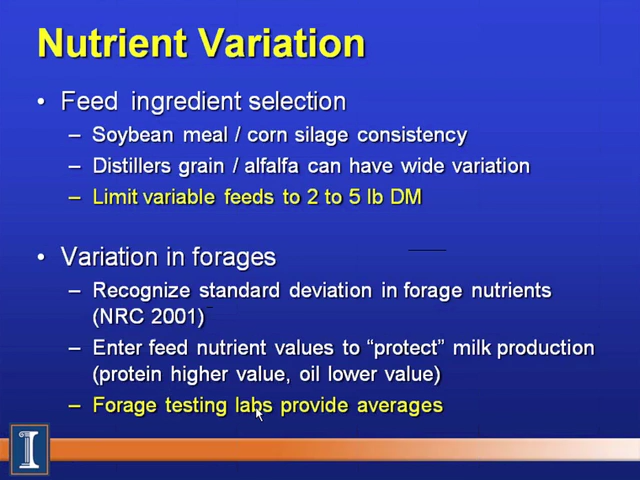 Nutrient Variation
• Feed ingredient selection
– Soybean meal / corn silage consistency
– Distillers grain / alfalfa can have wide variation
– Limit variable feeds to 2 to 5 lb DM
• Variation in forages
– Recognize standard deviation in forage nutrients
(NRC 2001)
– Enter feed nutrient values to “protect” milk production
(protein higher value, oil lower value)
– Forage testing labs provide averages
I